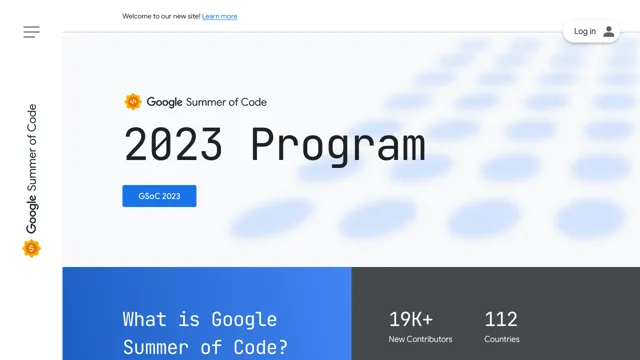 Welcome to our new site! Learn more
Log in
Google Summer of Code
Google Summer of Code
2023 Program
GSoC 2023
What is Google
Summer of Code?
19K+
New Contributors
112
Countries